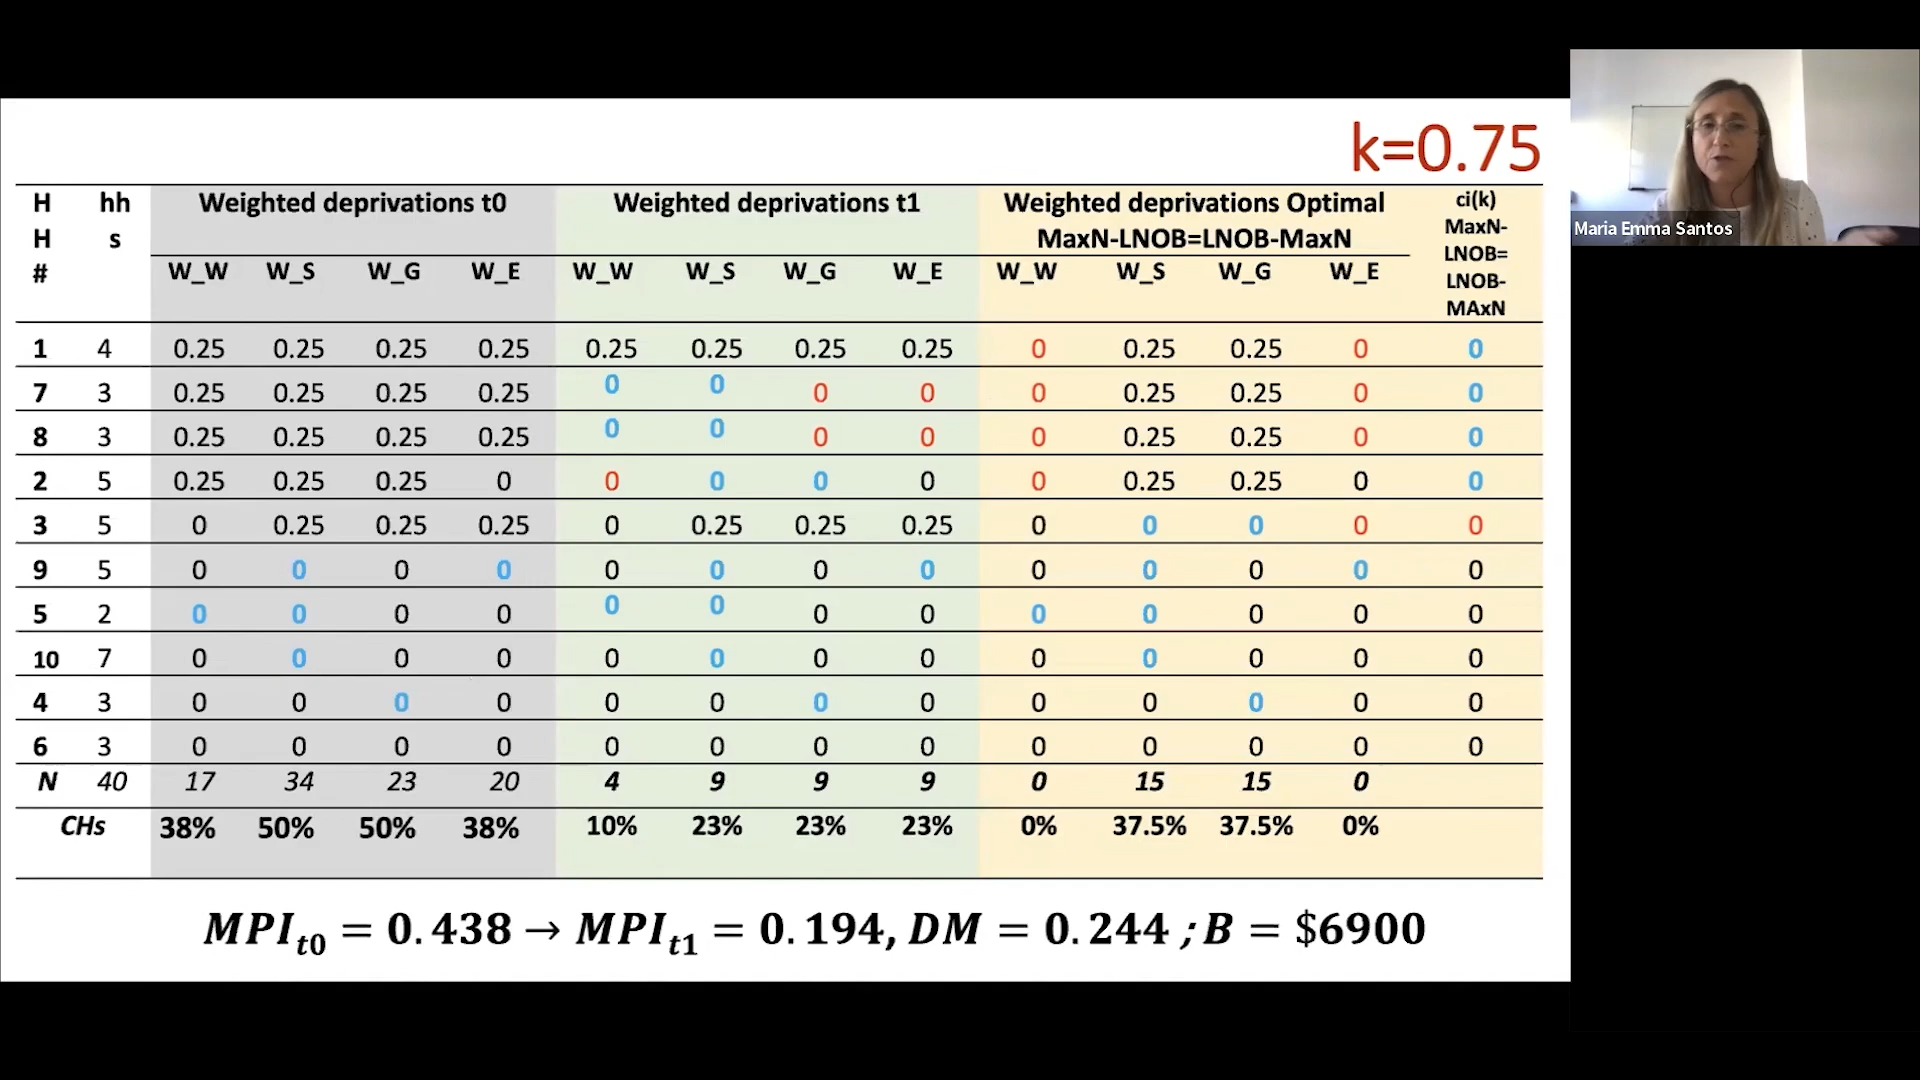 k=0.75
H H # hh s Weighted deprivations t0 Weighted deprivations t1 Weighted deprivations Optimal MaxN-LNOB=LNOB-MaxN ci(k) MaxN-LNOB= LNOB-MAxN
W_W W_S W_G W_E W_W W_S W_G W_E W_W W_S W_G W_E
1 4 0.25 0.25 0.25 0.25 0.25 0.25 0.25 0.25 0 0.25 0.25 0 0
7 3 0.25 0.25 0.25 0.25 0 0 0 0 0 0.25 0.25 0 0
8 3 0.25 0.25 0.25 0.25 0 0 0 0 0 0.25 0.25 0 0
2 5 0.25 0.25 0.25 0 0 0 0 0 0 0.25 0.25 0 0
3 5 0 0.25 0.25 0.25 0 0.25 0.25 0.25 0 0 0 0 0
9 5 0 0 0 0 0 0 0 0 0 0 0 0 0
5 2 0 0 0 0 0 0 0 0 0 0 0 0 0
10 7 0 0 0 0 0 0 0 0 0 0 0 0 0
4 3 0 0 0 0 0 0 0 0 0 0 0 0 0
6 3 0 0 0 0 0 0 0 0 0 0 0 0 0
N 40 17 34 23 20 4 9 9 9 0 15 15 0
CHs 38% 50% 50% 38% 10% 23% 23% 23% 0% 37.5% 37.5% 0%
MPI_t0 = 0.438 → MPI_t1 = 0.194, DM = 0.244 ; B = $6900
Maria Emma Santos